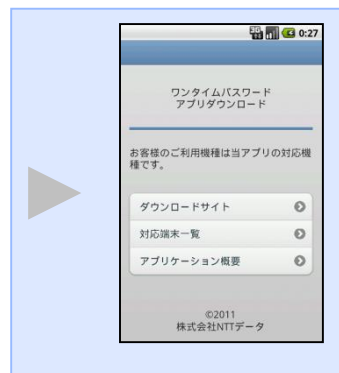 0:27
ワンタイムパスワード
アプリダウンロード
お客様のご利用機種は当アプリの対応機
種です。
ダウンロードサイト
対応端末一覧
アプリケーション概要
©2011
株式会社NTTデータ